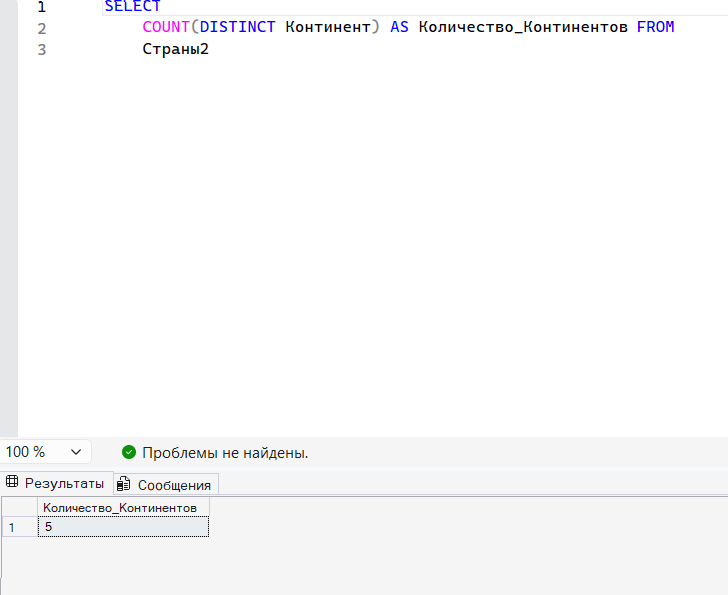 1 SELECT
2 COUNT(DISTINCT Континент) AS Количество_Континентов FROM
3 Страны2
100 % Проблемы не найдены.
Результаты Сообщения
Количество_Континентов
1 5